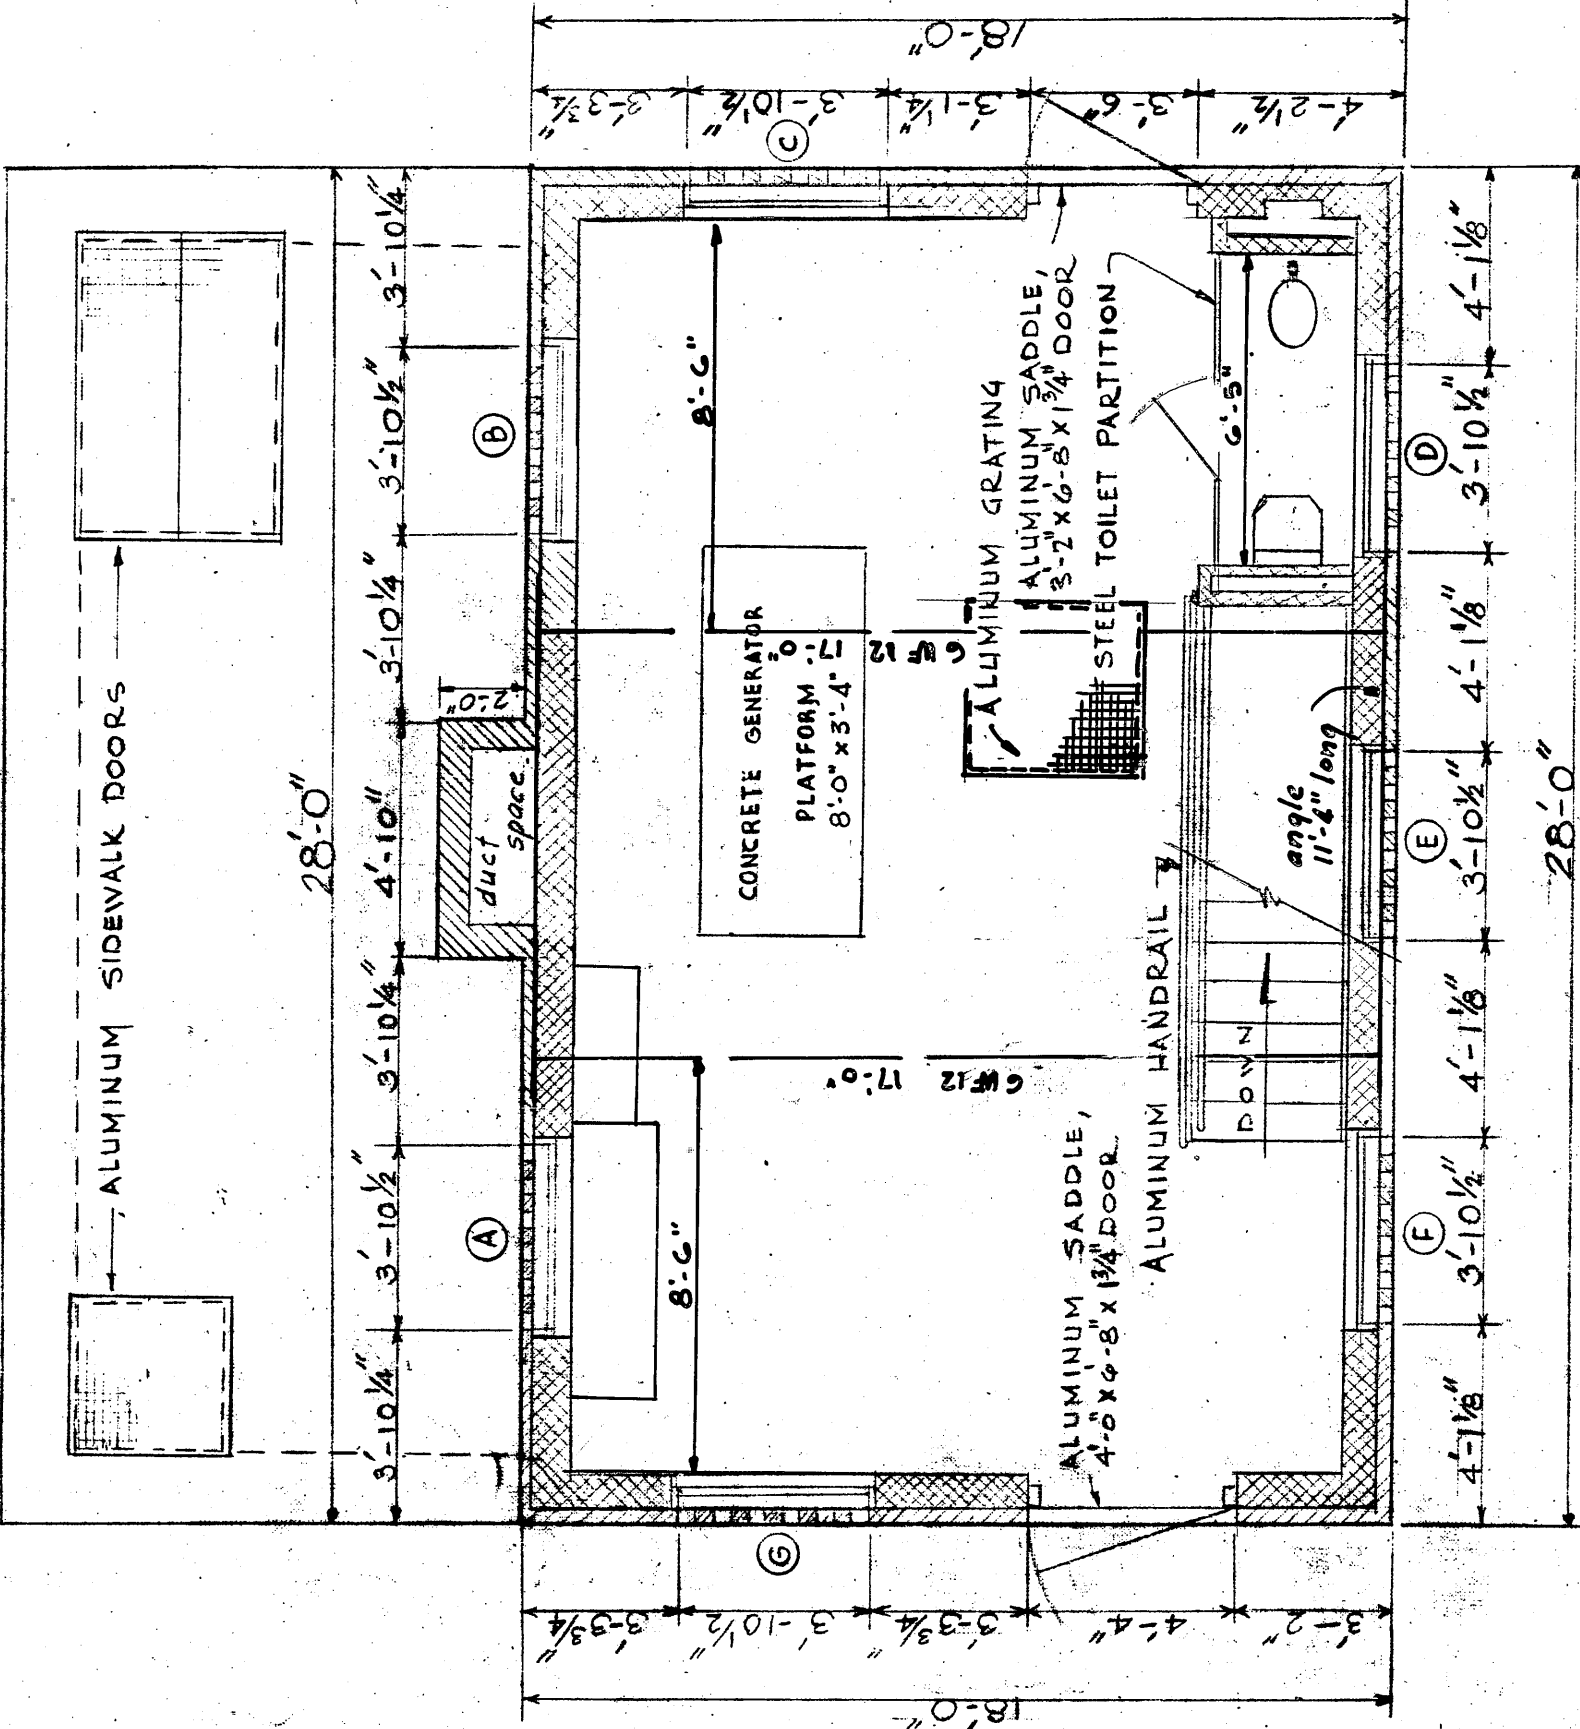 18'-0"
3'-3¾"
3'-10½"
3'-1¼"
3'-6"
4'-2½"
C
ALUMINUM SIDEWALK DOORS
28'-0"
3'-10¼"
3'-10½"
3'-10¼"
4'-10"
3'-10¼"
3'-10½"
3'-10¼"
2'-0"
B
A
duct
space
8'-6"
8'-6"
CONCRETE GENERATOR
PLATFORM
8'-0" x 3'-4"
6 WF 12 17'-0"
6 WF 12 17'-0"
ALUMINUM GRATING
ALUMINUM SADDLE,
3'-2" x 6'-8" x 1¾" DOOR
STEEL TOILET PARTITION
6'-5"
ALUMINUM HANDRAIL
DOWN
angle
11'-6" long
ALUMINUM SADDLE,
4'-0" x 6'-8" x 1¾" DOOR
D
E
F
4'-1⅛"
3'-10½"
4'-1⅛"
3'-10½"
4'-1⅛"
3'-10½"
4'-1⅛"
28'-0"
G
3'-3¾"
3'-10½"
3'-3¾"
4'-4"
3'-2"
18'-0"